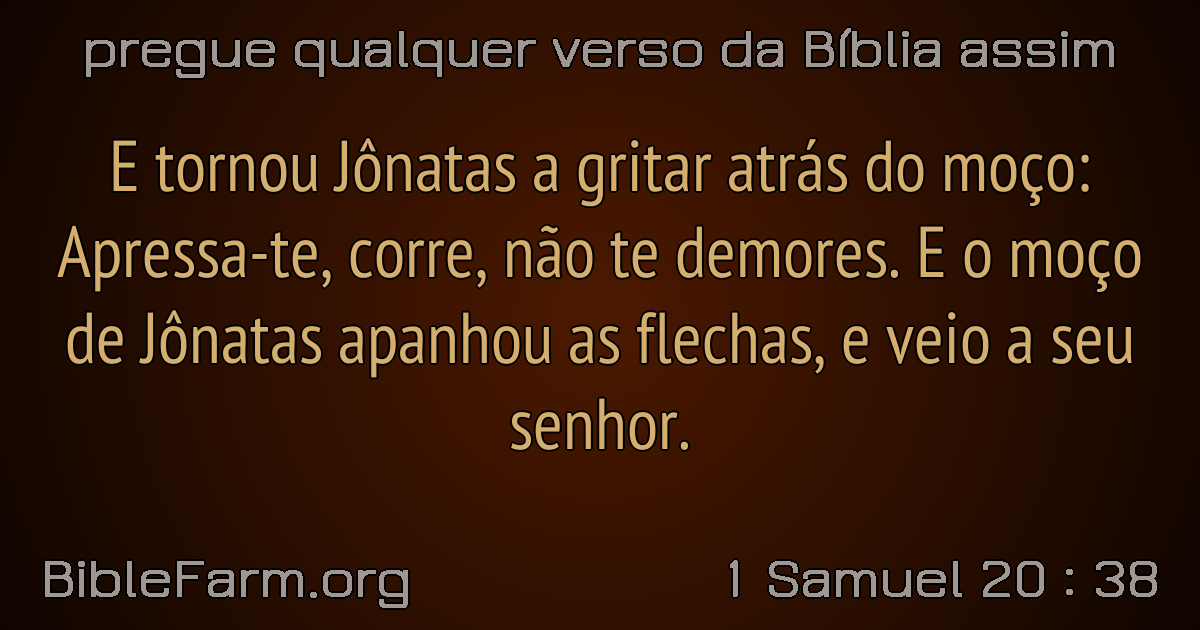 pregue qualquer verso da Bíblia assim
E tornou Jônatas a gritar atrás do moço:
Apressa-te, corre, não te demores. E o moço
de Jônatas apanhou as flechas, e veio a seu
senhor.
BibleFarm.org
1 Samuel 20 : 38